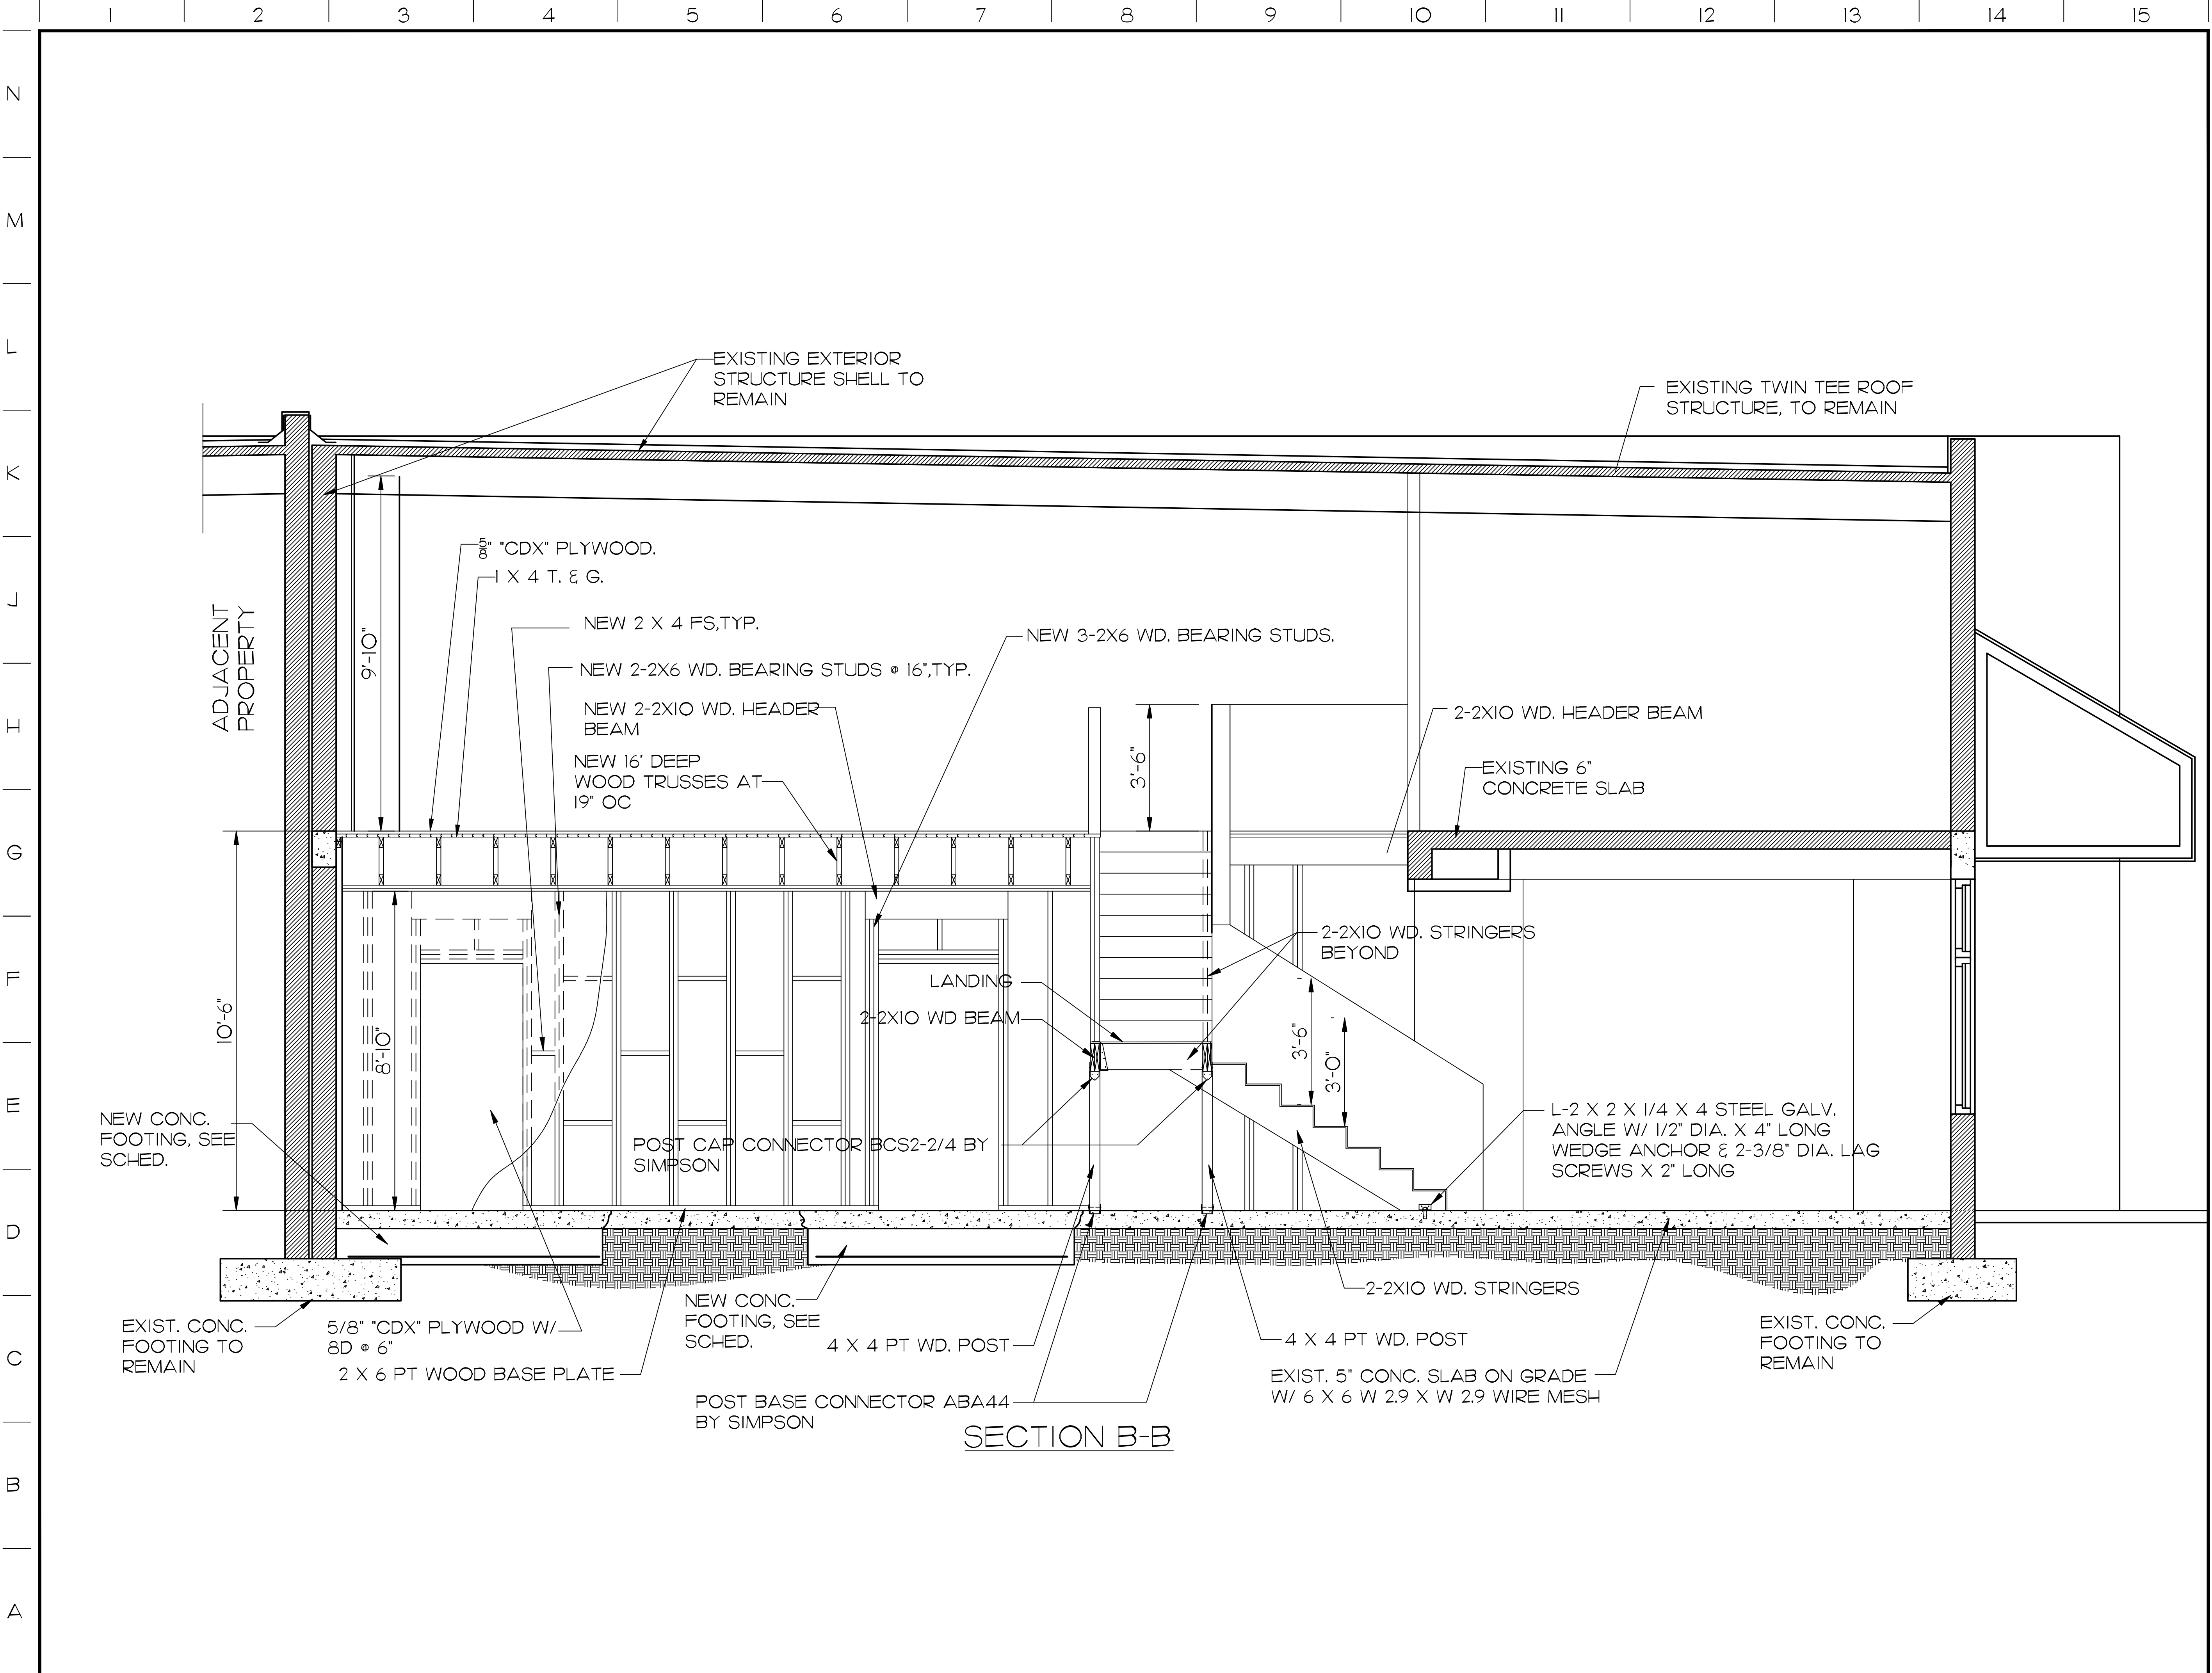 1 2 3 4 5 6 7 8 9 10 11 12 13 14 15
N
M
L
K
J
H
G
F
E
D
C
B
A
EXISTING EXTERIOR
STRUCTURE SHELL TO
REMAIN
EXISTING TWIN TEE ROOF
STRUCTURE, TO REMAIN
5/8" "CDX" PLYWOOD.
1 X 4 T. & G.
ADJACENT
PROPERTY
9'-10"
NEW 2 X 4 FS,TYP.
NEW 3-2X6 WD. BEARING STUDS.
NEW 2-2X6 WD. BEARING STUDS @ 16",TYP.
NEW 2-2X10 WD. HEADER
BEAM
2-2X10 WD. HEADER BEAM
NEW 16' DEEP
WOOD TRUSSES AT
19" OC
3'-6"
EXISTING 6"
CONCRETE SLAB
10'-6"
8'-10"
2-2X10 WD. STRINGERS
BEYOND
LANDING
2-2X10 WD BEAM
3'-6"
3'-0"
NEW CONC.
FOOTING, SEE
SCHED.
POST CAP CONNECTOR BCS2-2/4 BY
SIMPSON
L-2 X 2 X 1/4 X 4 STEEL GALV.
ANGLE W/ 1/2" DIA. X 4" LONG
WEDGE ANCHOR & 2-3/8" DIA. LAG
SCREWS X 2" LONG
EXIST. CONC.
FOOTING TO
REMAIN
5/8" "CDX" PLYWOOD W/
8D @ 6"
2 X 6 PT WOOD BASE PLATE
NEW CONC.
FOOTING, SEE
SCHED.
4 X 4 PT WD. POST
POST BASE CONNECTOR ABA44
BY SIMPSON
2-2X10 WD. STRINGERS
4 X 4 PT WD. POST
EXIST. 5" CONC. SLAB ON GRADE
W/ 6 X 6 W 2.9 X W 2.9 WIRE MESH
EXIST. CONC.
FOOTING TO
REMAIN
SECTION B-B